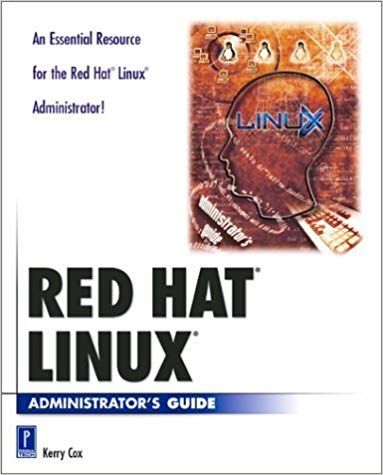 An Essential Resource
for the Red Hat® Linux®
Administrator!
LINUX
administrator's
guide
RED HAT®
LINUX®
ADMINISTRATOR'S GUIDE
P
TECH
Kerry Cox